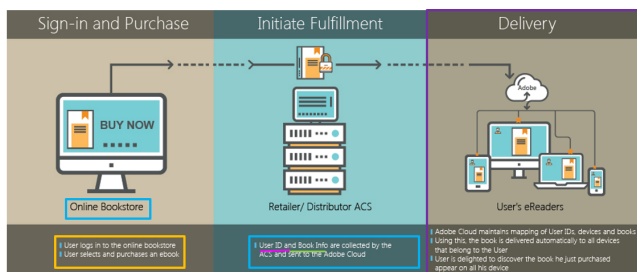 Sign-in and Purchase
Initiate Fulfillment
Delivery
BUY NOW
Adobe
Online Bookstore
Retailer/ Distributor ACS
User's eReaders
User logs in to the online bookstore
User selects and purchases an ebook
User ID and Book Info are collected by the
ACS and sent to the Adobe Cloud
Adobe Cloud maintains mapping of User IDs, devices and books
Using this, the book is delivered automatically to all devices
that belong to the User
User is delighted to discover the book he just purchased
appear on all his device